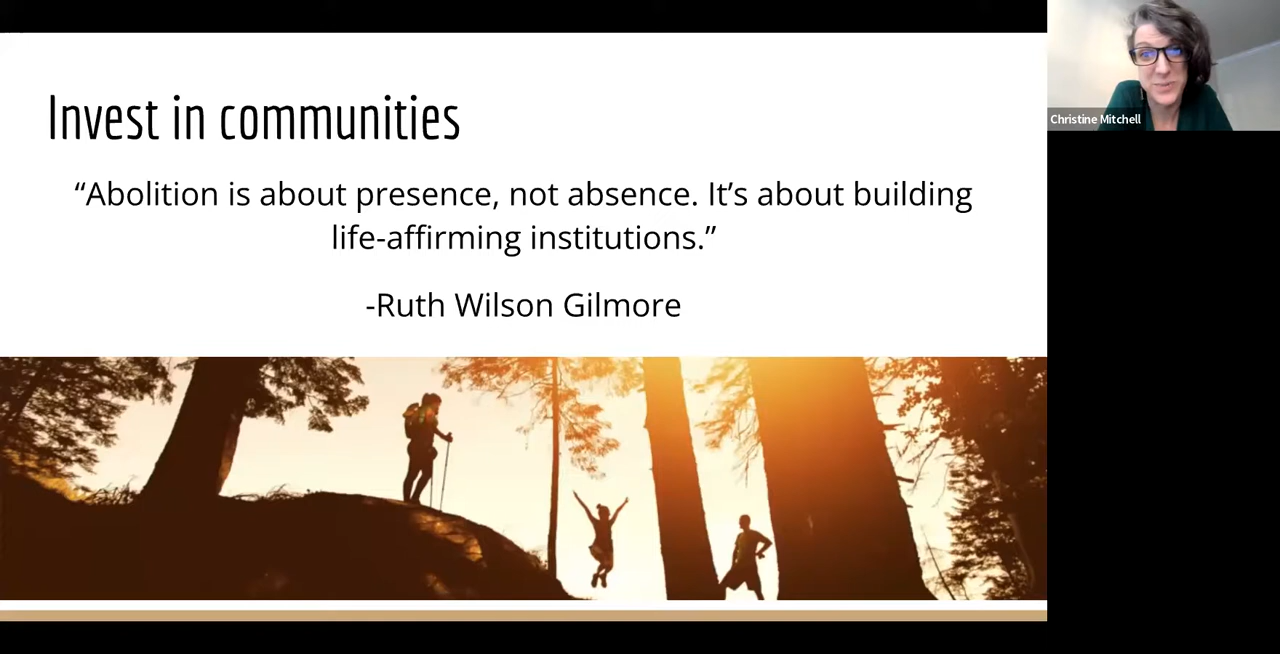 Invest in communities
“Abolition is about presence, not absence. It’s about building
life-affirming institutions.”
-Ruth Wilson Gilmore
Christine Mitchell